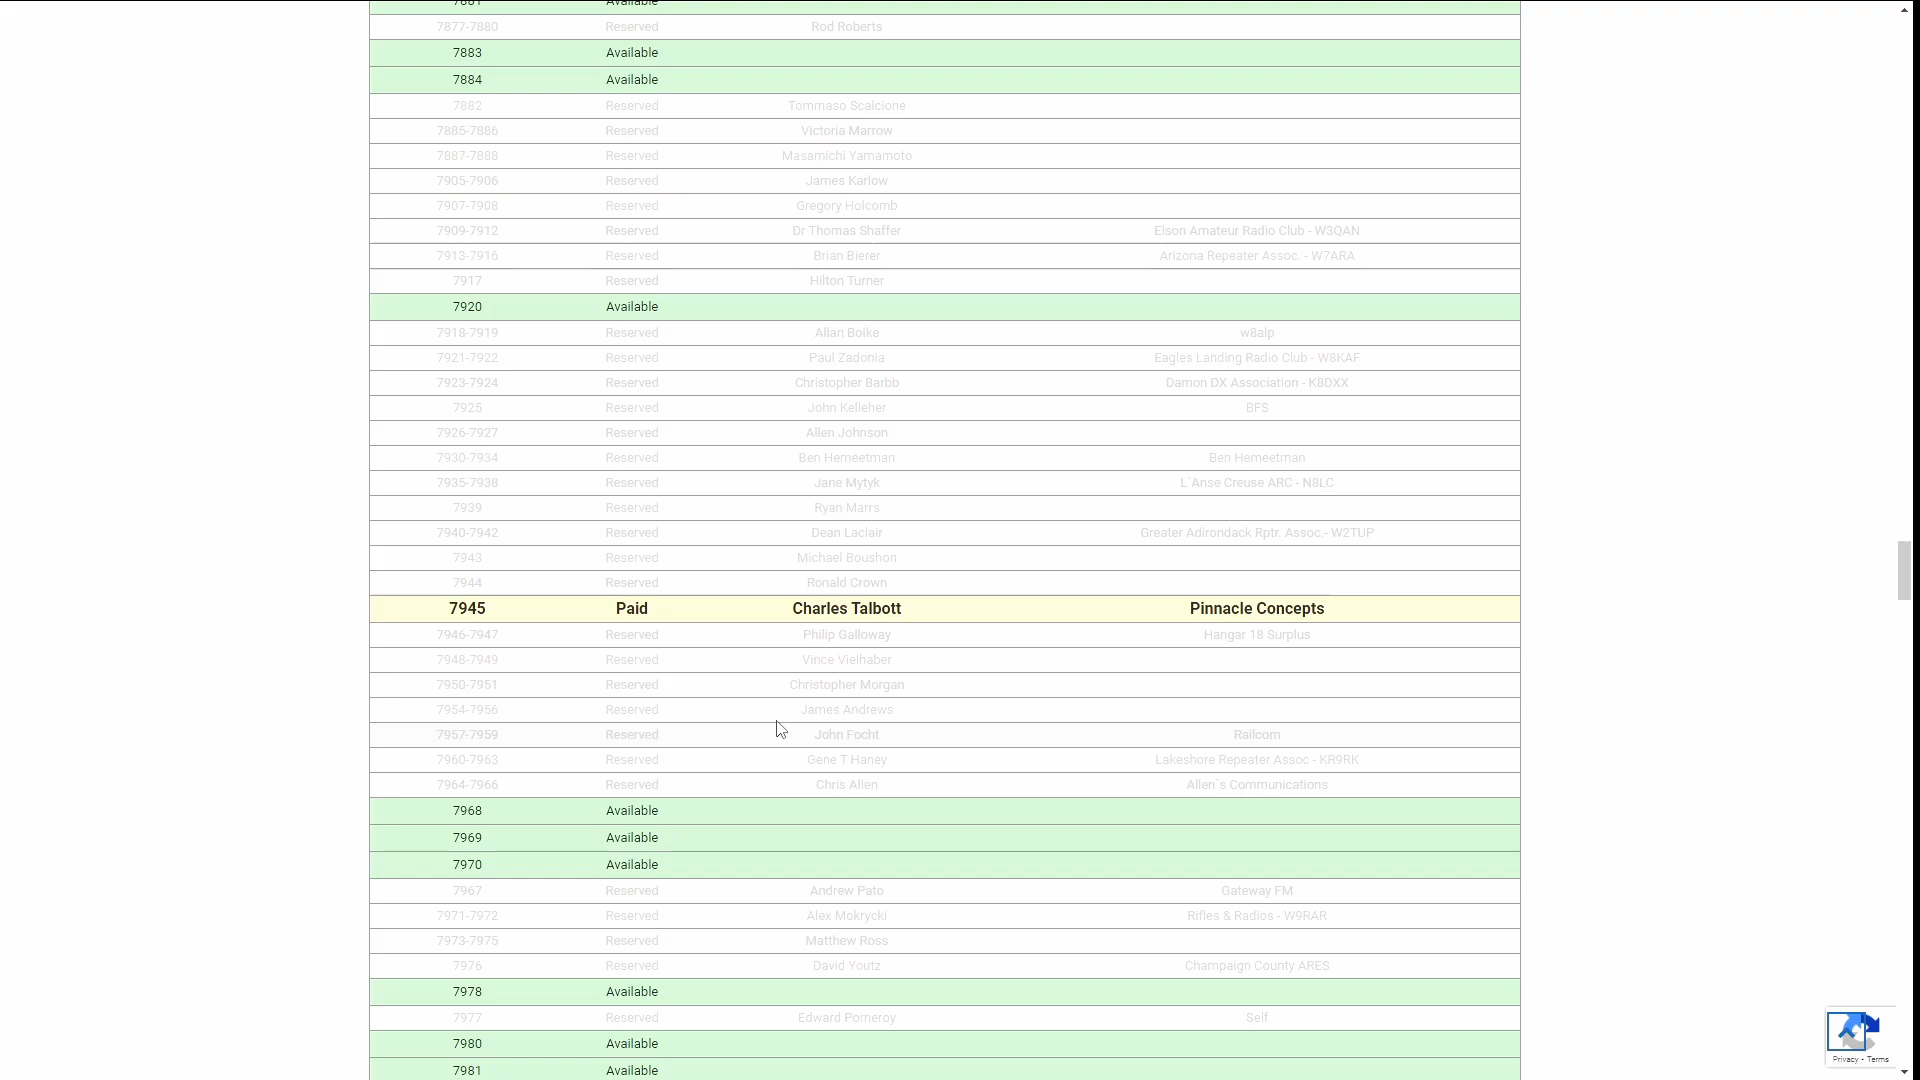 7881 Available
7877-7880 Reserved Rod Roberts
7883 Available
7884 Available
7882 Reserved Tommaso Scalcione
7885-7886 Reserved Victoria Marrow
7887-7888 Reserved Masamichi Yamamoto
7905-7906 Reserved James Karlow
7907-7908 Reserved Gregory Holcomb
7909-7912 Reserved Dr Thomas Shaffer Elson Amateur Radio Club - W3QAN
7913-7916 Reserved Brian Bierer Arizona Repeater Assoc. - W7ARA
7917 Reserved Hilton Turner
7920 Available
7918-7919 Reserved Allan Boike w8alp
7921-7922 Reserved Paul Zadonia Eagles Landing Radio Club - W8KAF
7923-7924 Reserved Christopher Barbb Damon DX Association - K8DXX
7925 Reserved John Kelleher BFS
7926-7927 Reserved Allen Johnson
7930-7934 Reserved Ben Hemeetman Ben Hemeetman
7935-7938 Reserved Jane Mytyk L`Anse Creuse ARC - N8LC
7939 Reserved Ryan Marrs
7940-7942 Reserved Dean Laclair Greater Adirondack Rptr. Assoc.- W2TUP
7943 Reserved Michael Boushon
7944 Reserved Ronald Crown
7945 Paid Charles Talbott Pinnacle Concepts
7946-7947 Reserved Philip Galloway Hangar 18 Surplus
7948-7949 Reserved Vince Vielhaber
7950-7951 Reserved Christopher Morgan
7954-7956 Reserved James Andrews
7957-7959 Reserved John Focht Railcom
7960-7963 Reserved Gene T Haney Lakeshore Repeater Assoc - KR9RK
7964-7966 Reserved Chris Allen Allen`s Communications
7968 Available
7969 Available
7970 Available
7967 Reserved Andrew Pato Gateway FM
7971-7972 Reserved Alex Mokrycki Rifles & Radios - W9RAR
7973-7975 Reserved Matthew Ross
7976 Reserved David Youtz Champaign County ARES
7978 Available
7977 Reserved Edward Pomeroy Self
7980 Available
7981 Available
Privacy - Terms